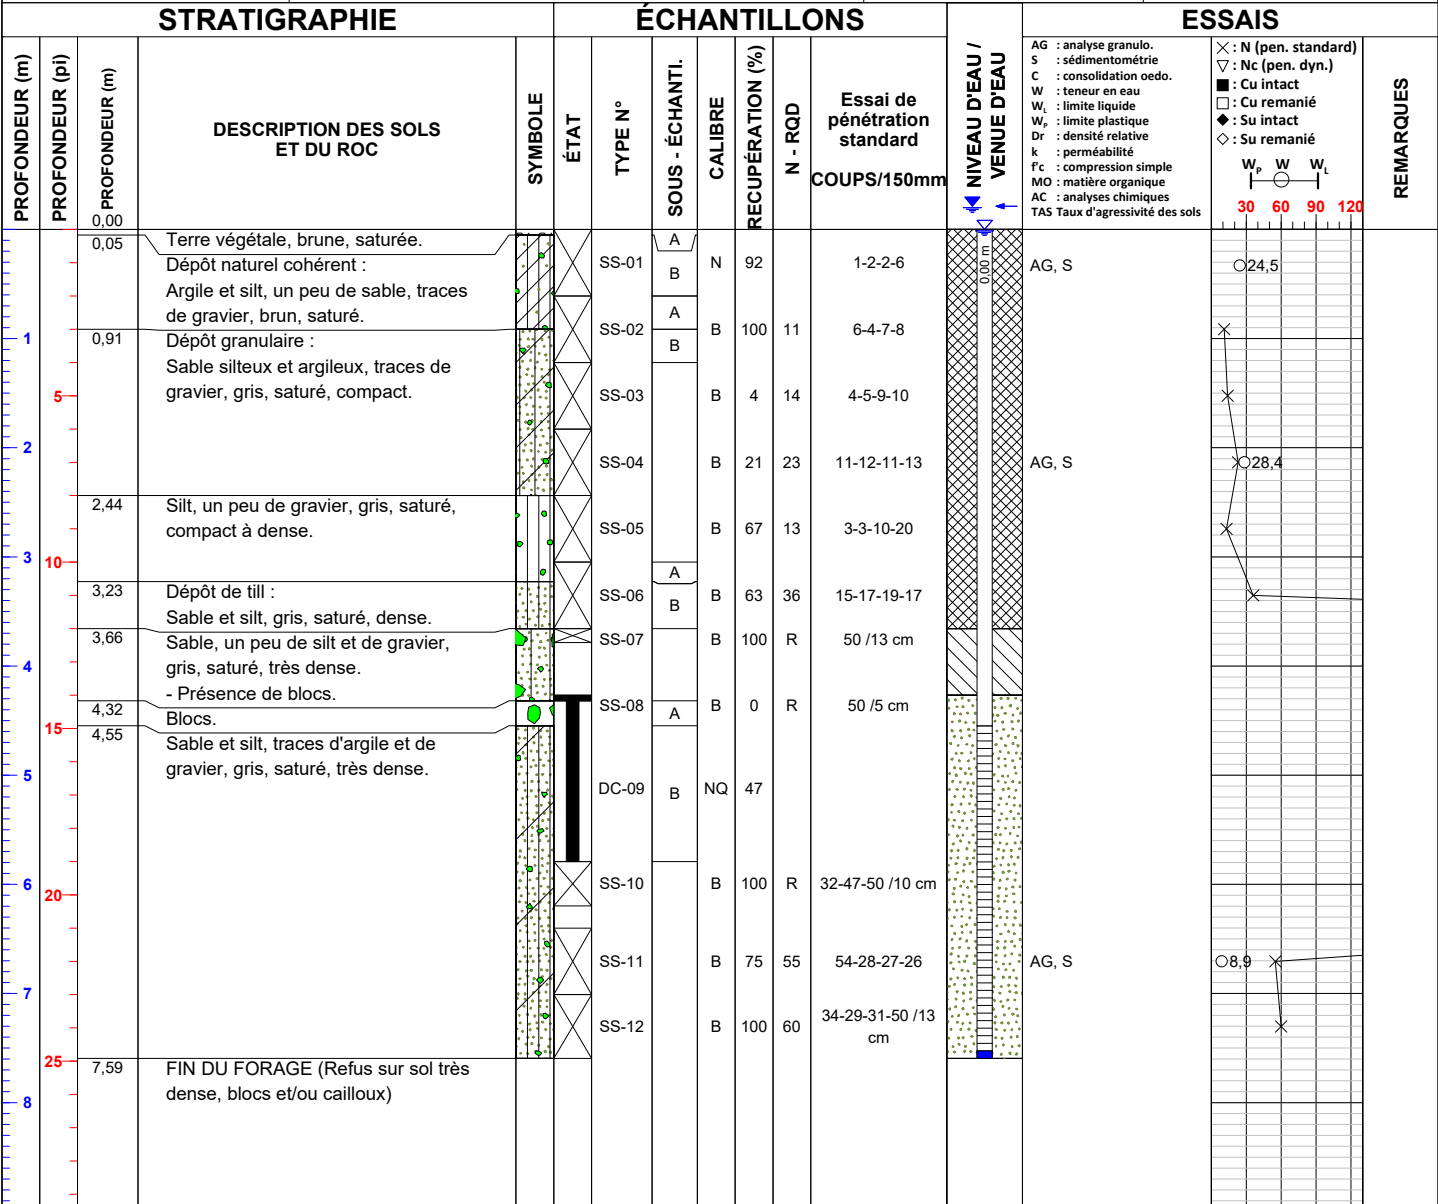 STRATIGRAPHIE
ÉCHANTILLONS
ESSAIS
PROFONDEUR (m)
PROFONDEUR (pi)
PROFONDEUR (m)
0,00
DESCRIPTION DES SOLS
ET DU ROC
SYMBOLE
ÉTAT
TYPE N°
SOUS - ÉCHANTI.
CALIBRE
RECUPÉRATION (%)
N - RQD
Essai de
pénétration
standard
COUPS/150mm
NIVEAU D'EAU /
VENUE D'EAU
AG : analyse granulo.
S : sédimentométrie
C : consolidation oedo.
W : teneur en eau
WL : limite liquide
WP : limite plastique
Dr : densité relative
k : perméabilité
f'c : compression simple
MO : matière organique
AC : analyses chimiques
TAS Taux d'agressivité des sols
: N (pen. standard)
: Nc (pen. dyn.)
: Cu intact
: Cu remanié
: Su intact
: Su remanié
WP W WL
30 60 90 120
REMARQUES
0,05 Terre végétale, brune, saturée.
Dépôt naturel cohérent :
Argile et silt, un peu de sable, traces
de gravier, brun, saturé.
A
SS-01 B N 92 1-2-2-6
0,00 m
AG, S 24,5
A
SS-02 B 100 11 6-4-7-8
B
1
0,91 Dépôt granulaire :
Sable silteux et argileux, traces de
gravier, gris, saturé, compact.
5
SS-03 B 4 14 4-5-9-10
2
SS-04 B 21 23 11-12-11-13
AG, S 28,4
2,44 Silt, un peu de gravier, gris, saturé,
compact à dense.
SS-05 B 67 13 3-3-10-20
3
10
A
3,23 Dépôt de till :
Sable et silt, gris, saturé, dense.
SS-06 B B 63 36 15-17-19-17
3,66 Sable, un peu de silt et de gravier,
gris, saturé, très dense.
- Présence de blocs.
SS-07 B 100 R 50 /13 cm
4
4,32 Blocs.
SS-08 A B 0 R 50 /5 cm
15
4,55 Sable et silt, traces d'argile et de
gravier, gris, saturé, très dense.
5
DC-09 B NQ 47
6
20
SS-10 B 100 R 32-47-50 /10 cm
SS-11 B 75 55 54-28-27-26
AG, S 8,9
7
SS-12 B 100 60 34-29-31-50 /13
cm
25
7,59 FIN DU FORAGE (Refus sur sol très
dense, blocs et/ou cailloux)
8